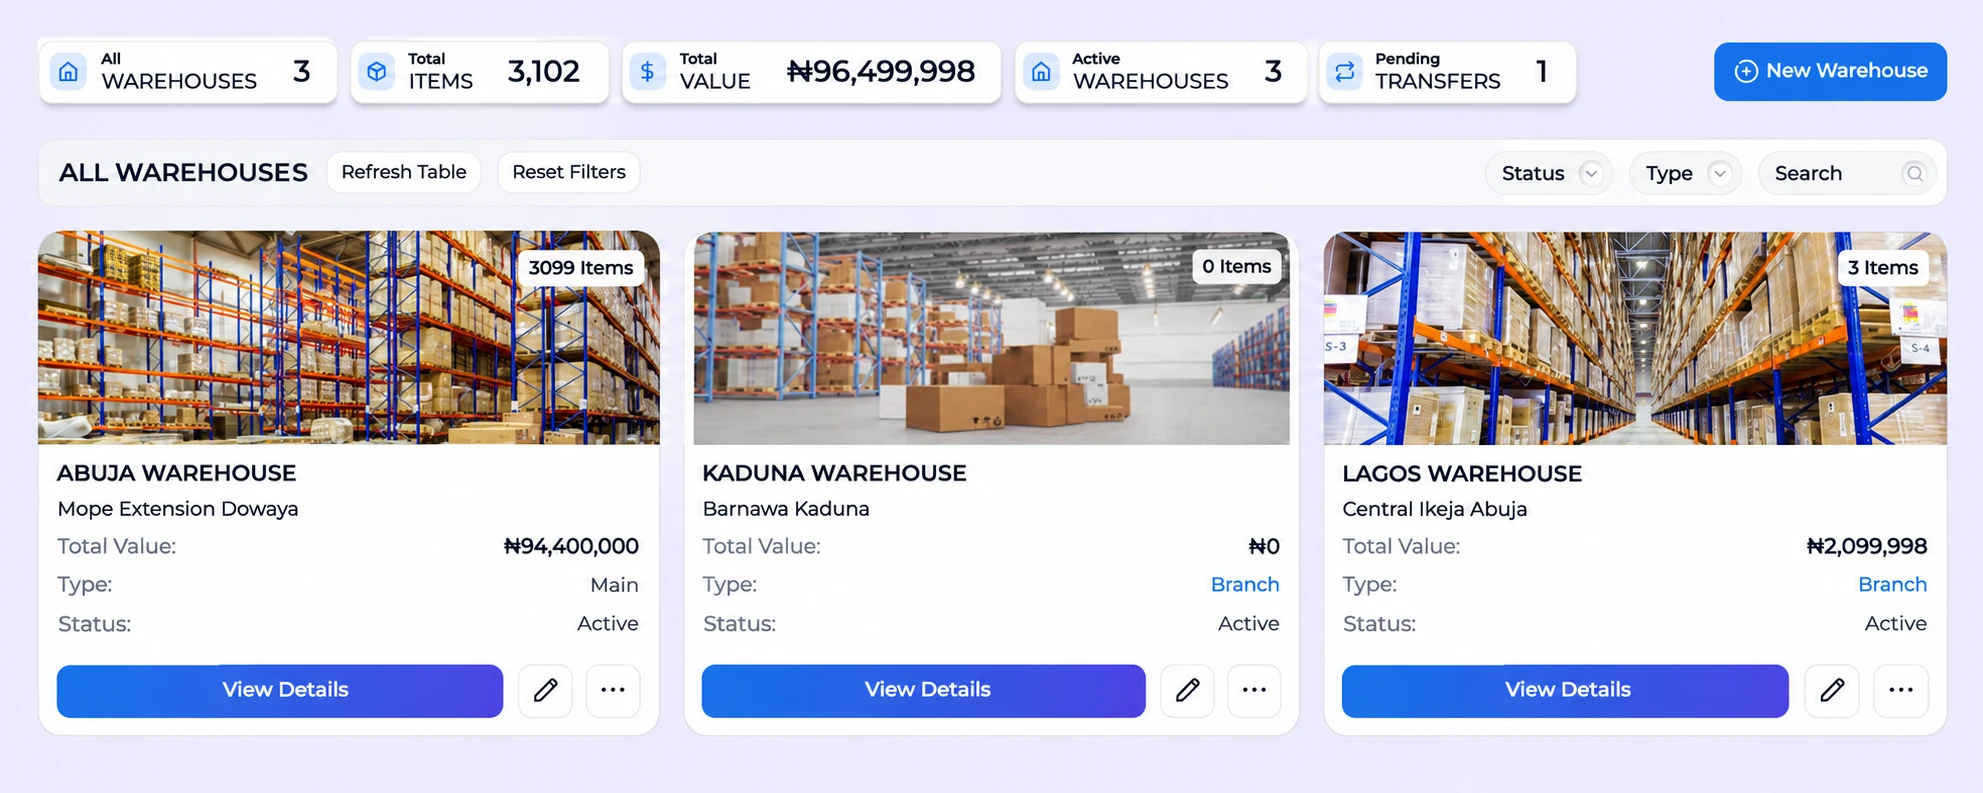 All
WAREHOUSES
3
Total
ITEMS
3,102
Total
VALUE
₦96,499,998
Active
WAREHOUSES
3
Pending
TRANSFERS
1
New Warehouse
ALL WAREHOUSES
Refresh Table
Reset Filters
Status
Type
Search
3099 Items
ABUJA WAREHOUSE
Mope Extension Dowaya
Total Value: ₦94,400,000
Type: Main
Status: Active
View Details
0 Items
KADUNA WAREHOUSE
Barnawa Kaduna
Total Value: ₦0
Type: Branch
Status: Active
View Details
3 Items
S-3
S-4
LAGOS WAREHOUSE
Central Ikeja Abuja
Total Value: ₦2,099,998
Type: Branch
Status: Active
View Details